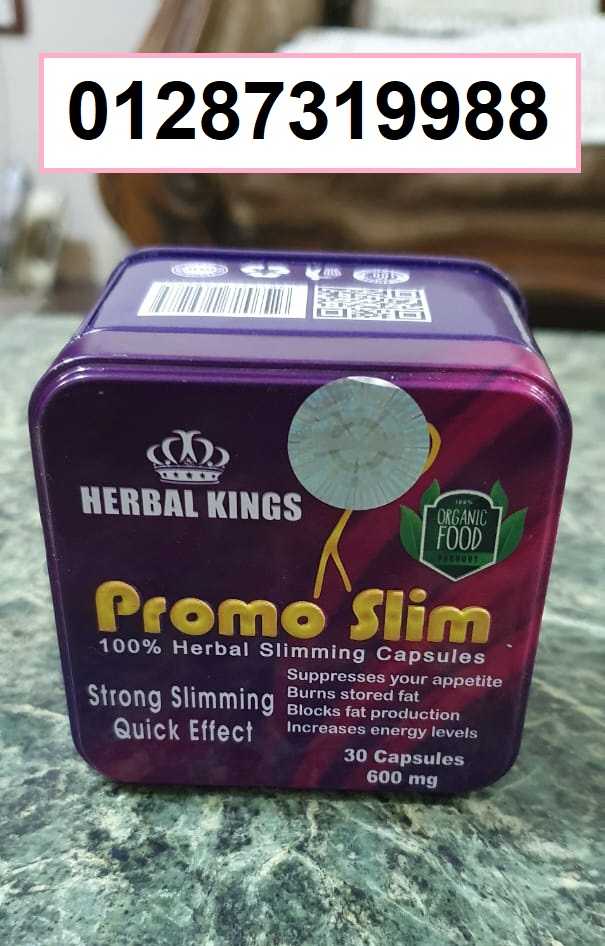 01287319988
HERBAL KINGS
100%
ORGANIC
FOOD
PRODUCT
Promo Slim
100% Herbal Slimming Capsules
Strong Slimming
Quick Effect
Suppresses your appetite
Burns stored fat
Blocks fat production
Increases energy levels
30 Capsules
600 mg